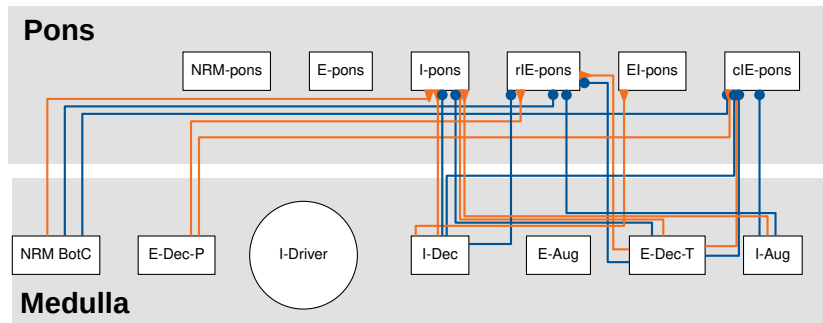 Pons
NRM-pons E-pons I-pons rIE-pons EI-pons cIE-pons
NRM BotC E-Dec-P I-Driver I-Dec E-Aug E-Dec-T I-Aug
Medulla